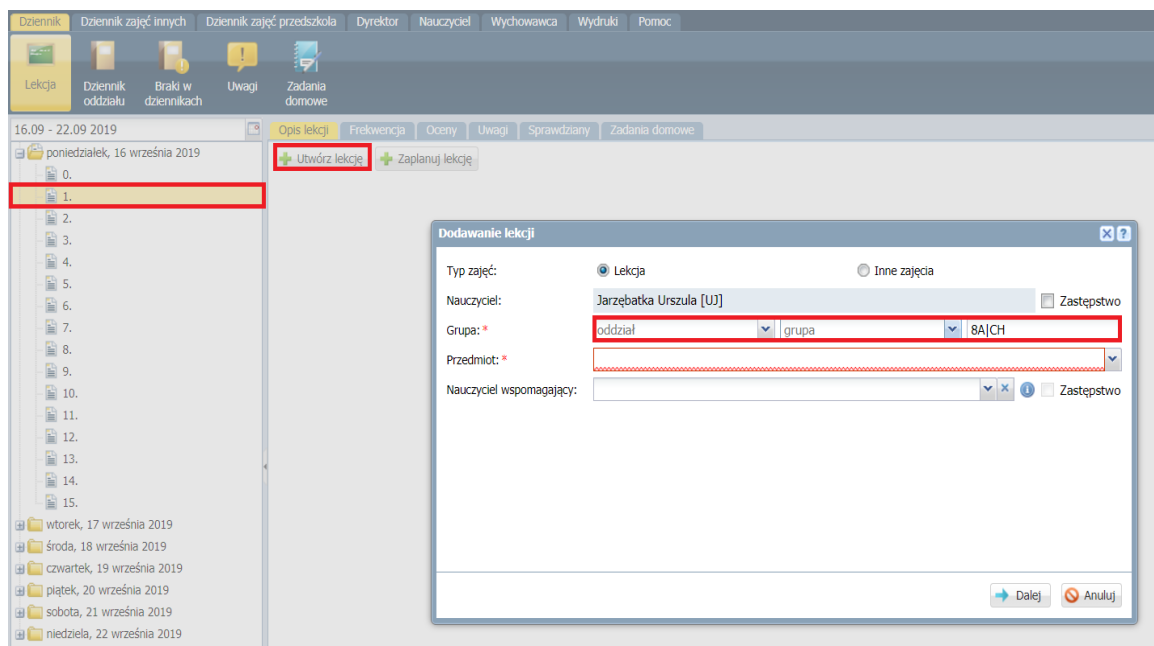 Dziennik Dziennik zajęć innych Dziennik zajęć przedszkola Dyrektor Nauczyciel Wychowawca Wydruki Pomoc
Lekcja Dziennik oddziału Braki w dziennikach Uwagi Zadania domowe
16.09 - 22.09 2019
Opis lekcji Frekwencja Oceny Uwagi Sprawdziany Zadania domowe
poniedziałek, 16 września 2019
Utwórz lekcję Zaplanuj lekcję
0.
1.
2.
3.
4.
5.
6.
7.
8.
9.
10.
11.
12.
13.
14.
15.
wtorek, 17 września 2019
środa, 18 września 2019
czwartek, 19 września 2019
piątek, 20 września 2019
sobota, 21 września 2019
niedziela, 22 września 2019
Dodawanie lekcji
Typ zajęć: Lekcja Inne zajęcia
Nauczyciel: Jarzębatka Urszula [UJ] Zastępstwo
Grupa: * oddział grupa 8A|CH
Przedmiot: *
Nauczyciel wspomagający: Zastępstwo
Dalej Anuluj